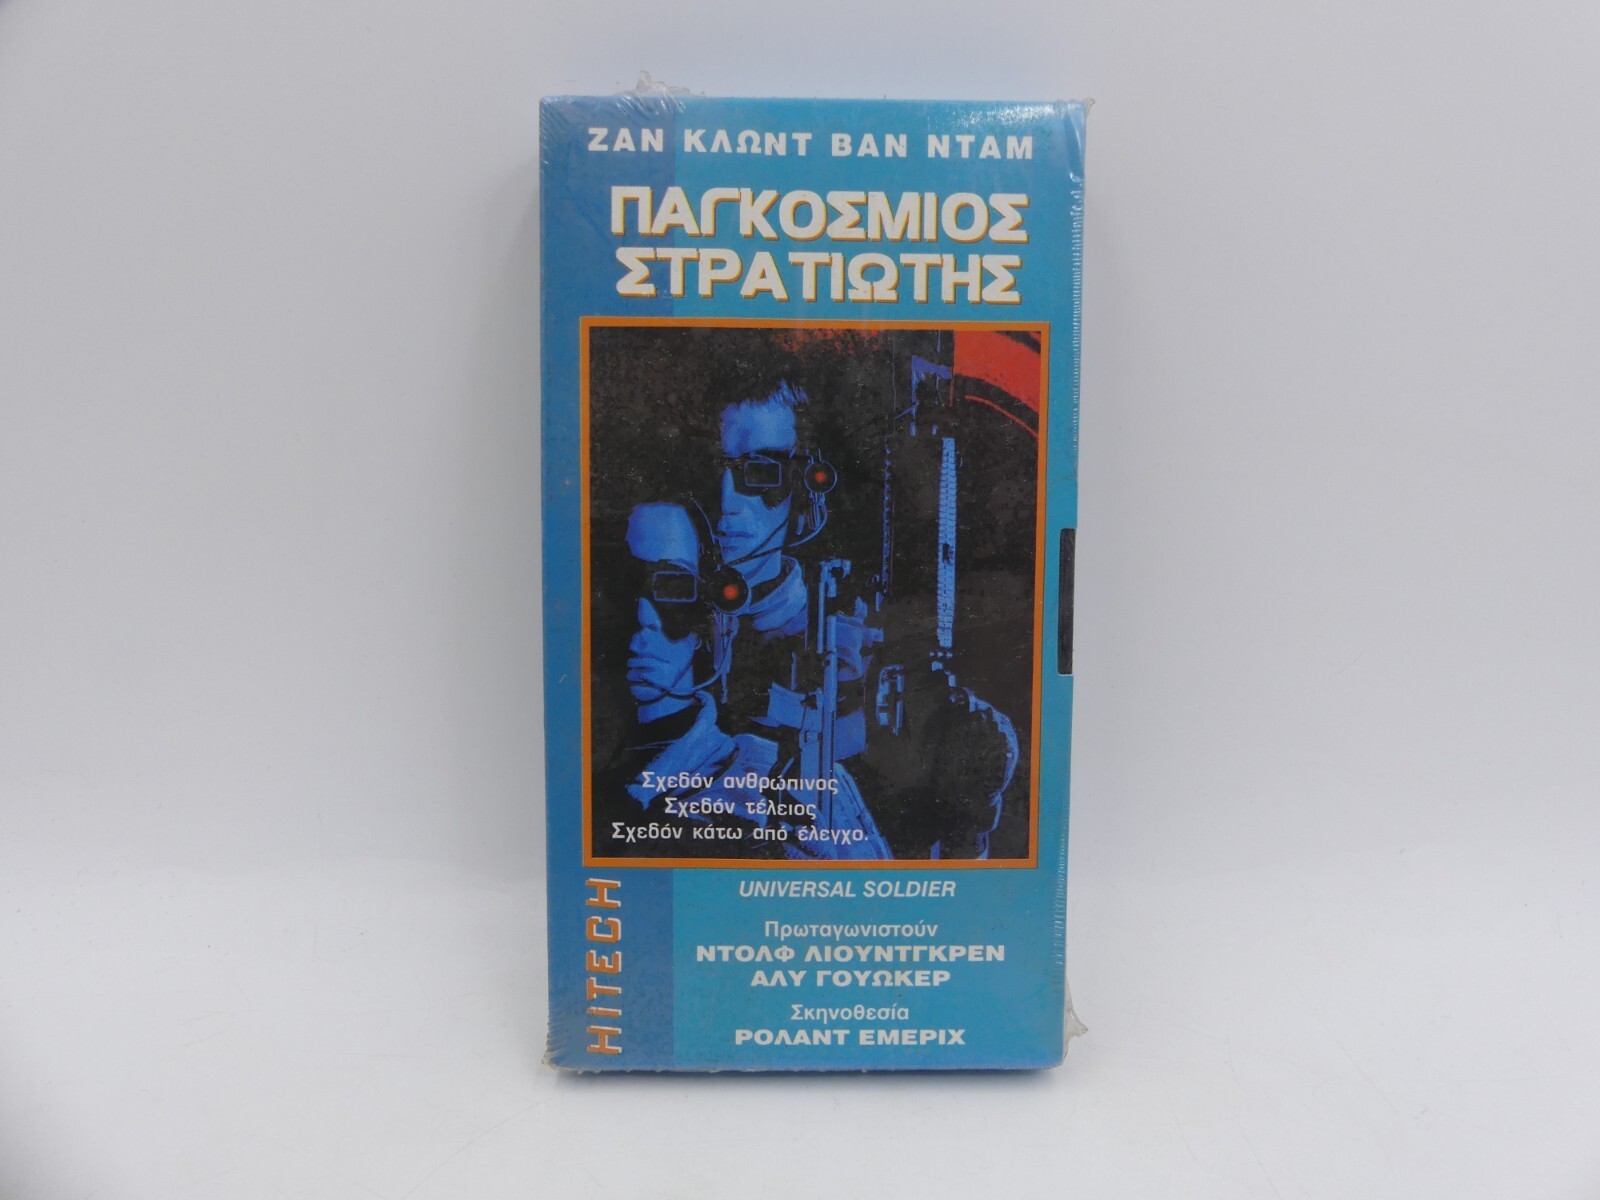 ΖΑΝ ΚΛΩΝΤ ΒΑΝ ΝΤΑΜ
ΠΑΓΚΟΣΜΙΟΣ
ΣΤΡΑΤΙΩΤΗΣ
Σχεδόν ανθρώπινος
Σχεδόν τέλειος
Σχεδόν κάτω από έλεγχο.
UNIVERSAL SOLDIER
Πρωταγωνιστούν
ΝΤΟΛΦ ΛΙΟΥΝΤΓΚΡΕΝ
ΑΛΥ ΓΟΥΩΚΕΡ
Σκηνοθεσία
ΡΟΛΑΝΤ ΕΜΕΡΙΧ
HITECH